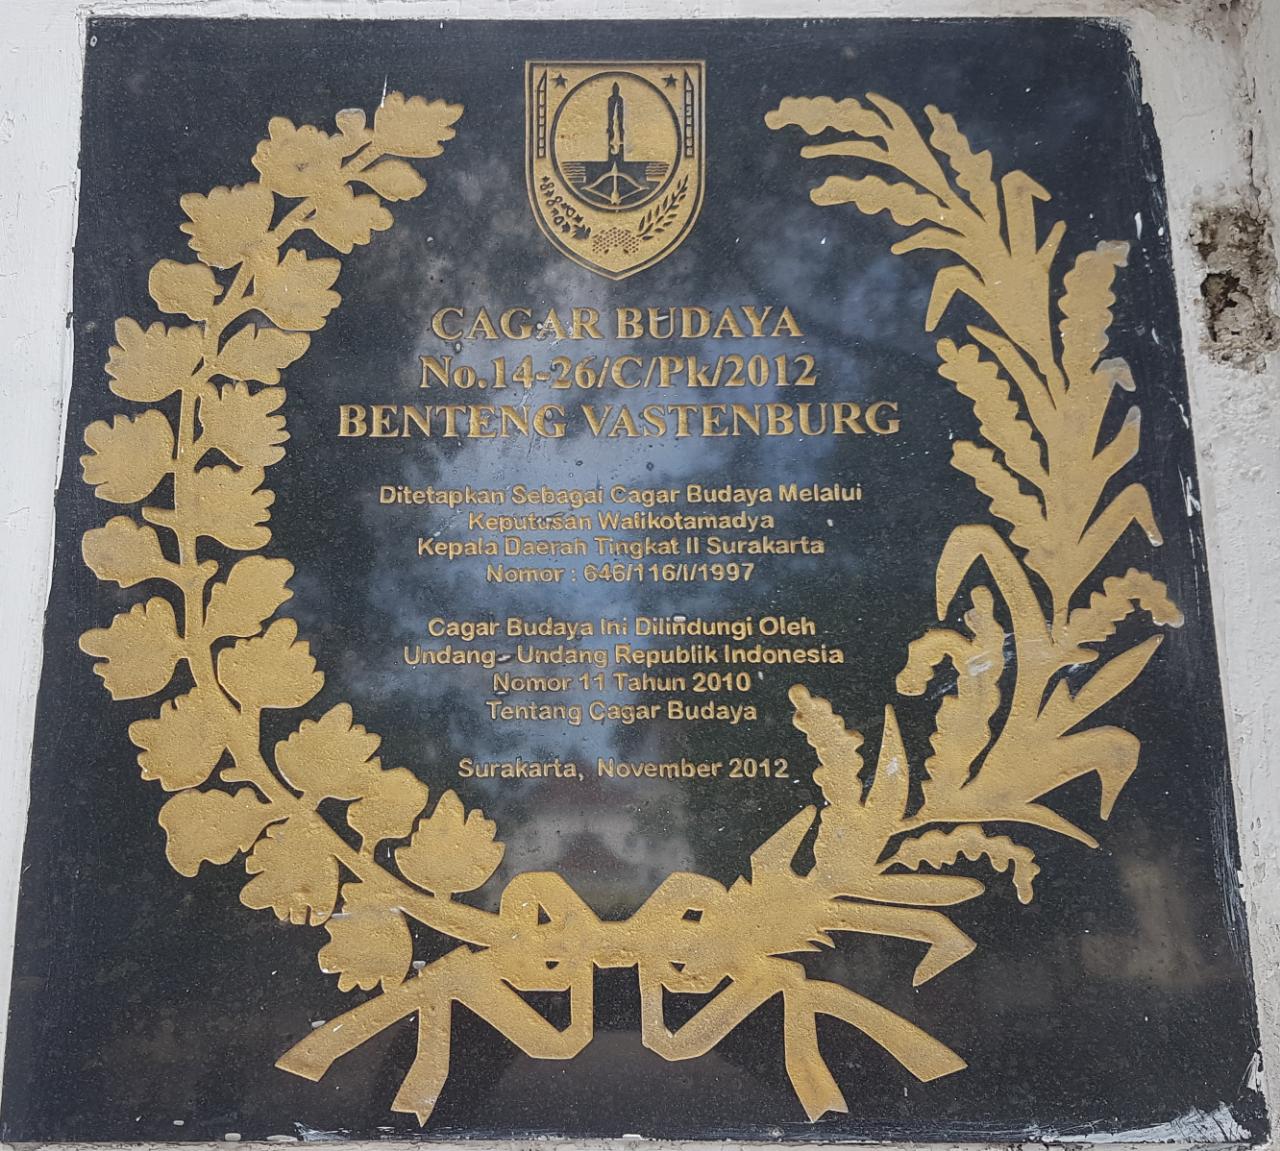 CAGAR BUDAYA
No.14-26/C/Pk/2012
BENTENG VASTENBURG
Ditetapkan Sebagai Cagar Budaya Melalui
Keputusan Walikotamadya
Kepala Daerah Tingkat II Surakarta
Nomor : 646/116/I/1997
Cagar Budaya Ini Dilindungi Oleh
Undang- Undang Republik Indonesia
Nomor 11 Tahun 2010
Tentang Cagar Budaya
Surakarta, November 2012